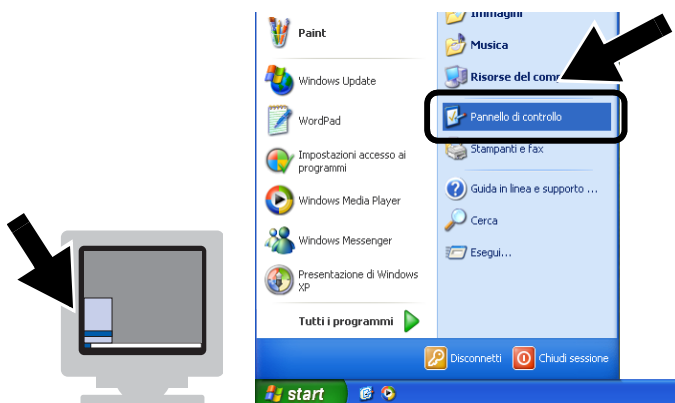 Paint
Windows Update
WordPad
Impostazioni accesso ai
programmi
Windows Media Player
Windows Messenger
Presentazione di Windows
XP
Tutti i programmi
Immagini
Musica
Risorse del
Pannello di controllo
Stampanti e fax
Guida in linea e supporto ...
Cerca
Esegui...
Disconnetti
Chiudi sessione
start